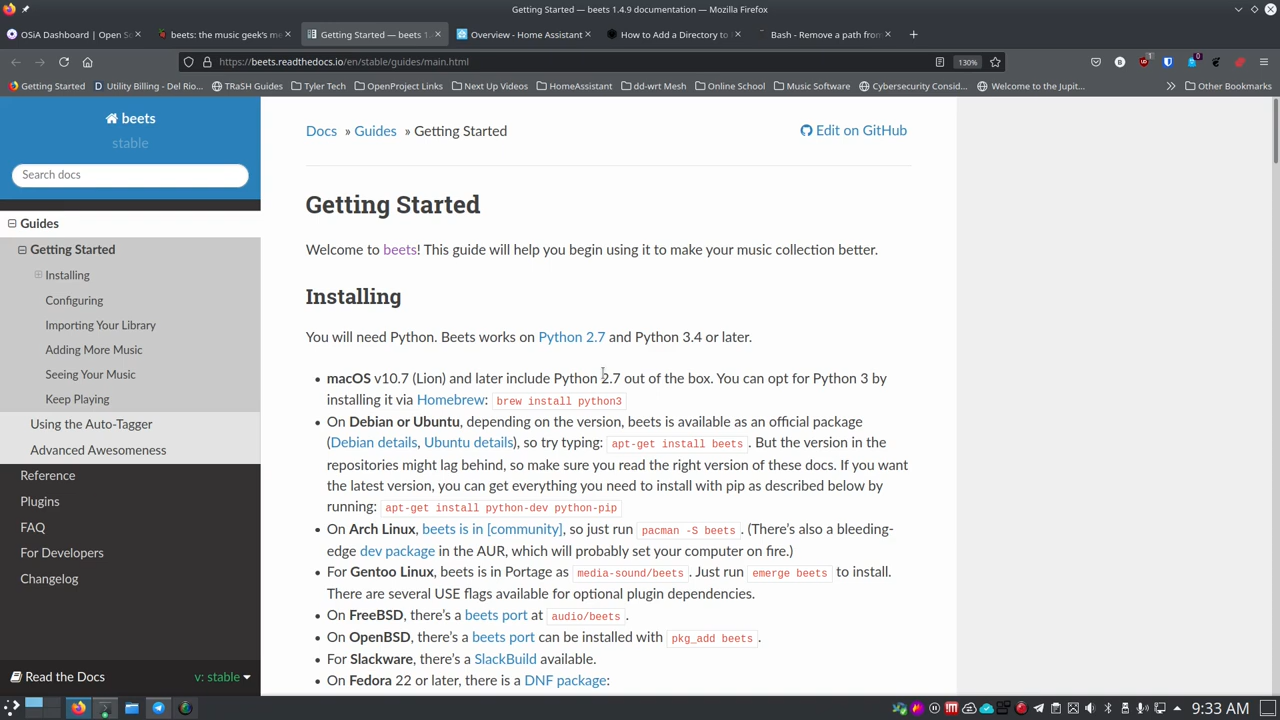 Getting Started — beets 1.4.9 documentation — Mozilla Firefox
OSiA Dashboard | Open S
beets: the music geek's me
Getting Started — beets 1.
Overview - Home Assistant
How to Add a Directory to
Bash - Remove a path from
https://beets.readthedocs.io/en/stable/guides/main.html
130%
Getting Started
Utility Billing - Del Rio...
TRaSH Guides
Tyler Tech
OpenProject Links
Next Up Videos
HomeAssistant
dd-wrt Mesh
Online School
Music Software
Cybersecurity Consid...
Welcome to the Jupit...
Other Bookmarks
beets
stable
Search docs
Guides
Getting Started
Installing
Configuring
Importing Your Library
Adding More Music
Seeing Your Music
Keep Playing
Using the Auto-Tagger
Advanced Awesomeness
Reference
Plugins
FAQ
For Developers
Changelog
Read the Docs
v: stable
Docs » Guides » Getting Started
Edit on GitHub
Getting Started
Welcome to beets! This guide will help you begin using it to make your music collection better.
Installing
You will need Python. Beets works on Python 2.7 and Python 3.4 or later.
• macOS v10.7 (Lion) and later include Python 2.7 out of the box. You can opt for Python 3 by
installing it via Homebrew: brew install python3
• On Debian or Ubuntu, depending on the version, beets is available as an official package
(Debian details, Ubuntu details), so try typing: apt-get install beets. But the version in the
repositories might lag behind, so make sure you read the right version of these docs. If you want
the latest version, you can get everything you need to install with pip as described below by
running: apt-get install python-dev python-pip
• On Arch Linux, beets is in [community], so just run pacman -S beets. (There's also a bleeding-
edge dev package in the AUR, which will probably set your computer on fire.)
• For Gentoo Linux, beets is in Portage as media-sound/beets. Just run emerge beets to install.
There are several USE flags available for optional plugin dependencies.
• On FreeBSD, there's a beets port at audio/beets.
• On OpenBSD, there's a beets port can be installed with pkg_add beets.
• For Slackware, there's a SlackBuild available.
• On Fedora 22 or later, there is a DNF package:
9:33 AM